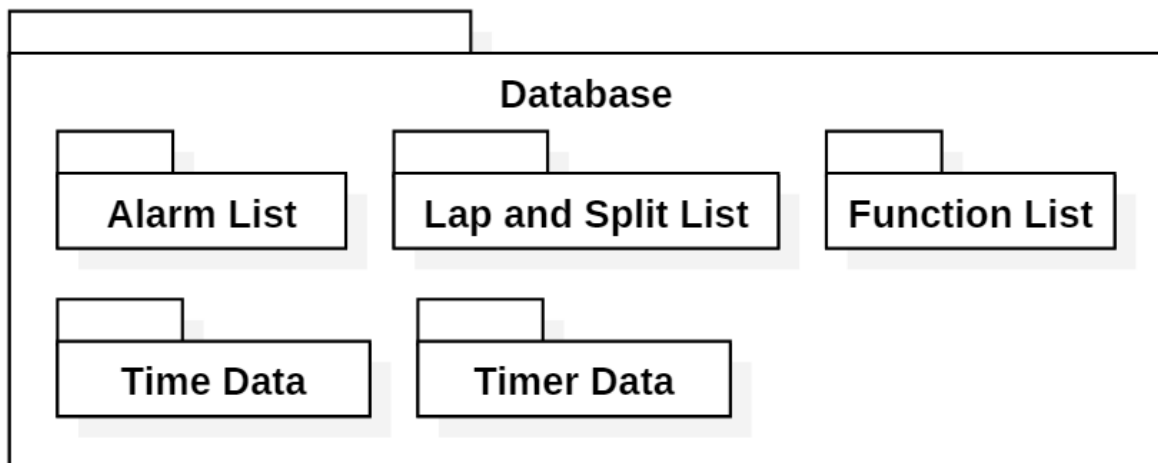 Database
Alarm List
Lap and Split List
Function List
Time Data
Timer Data